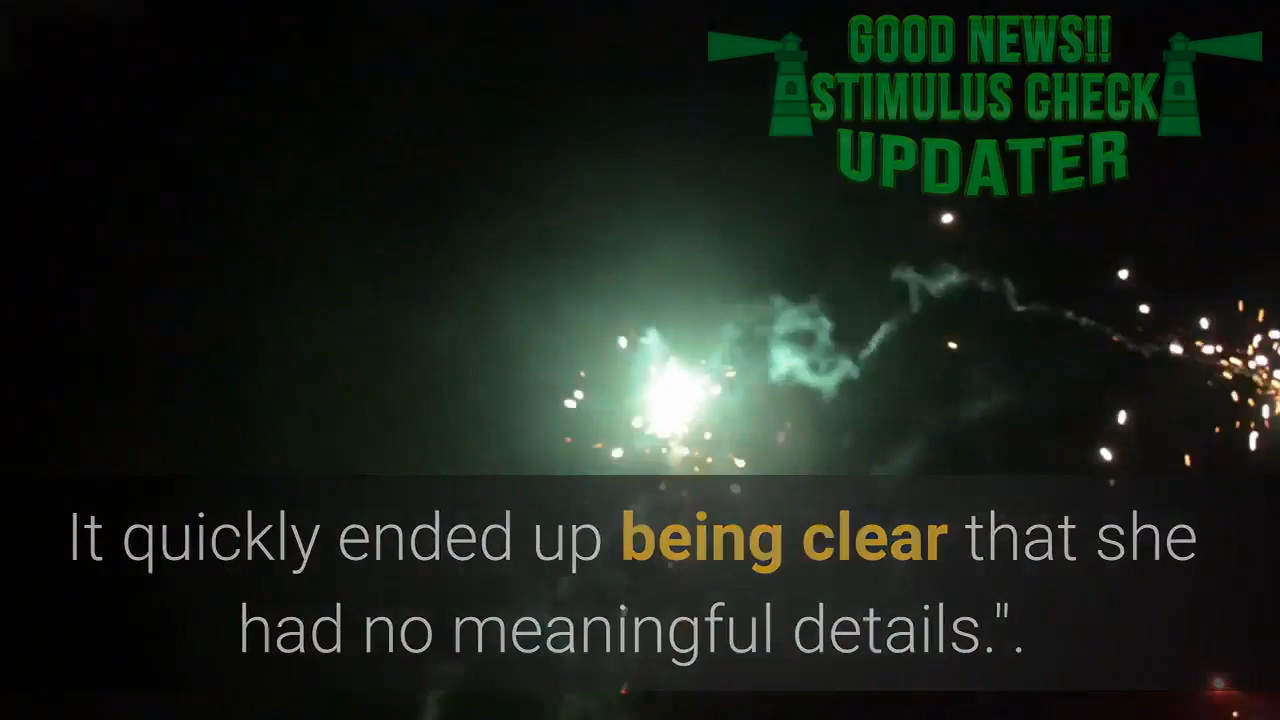 GOOD NEWS!!
STIMULUS CHECK
UPDATER
It quickly ended up being clear that she
had no meaningful details.".